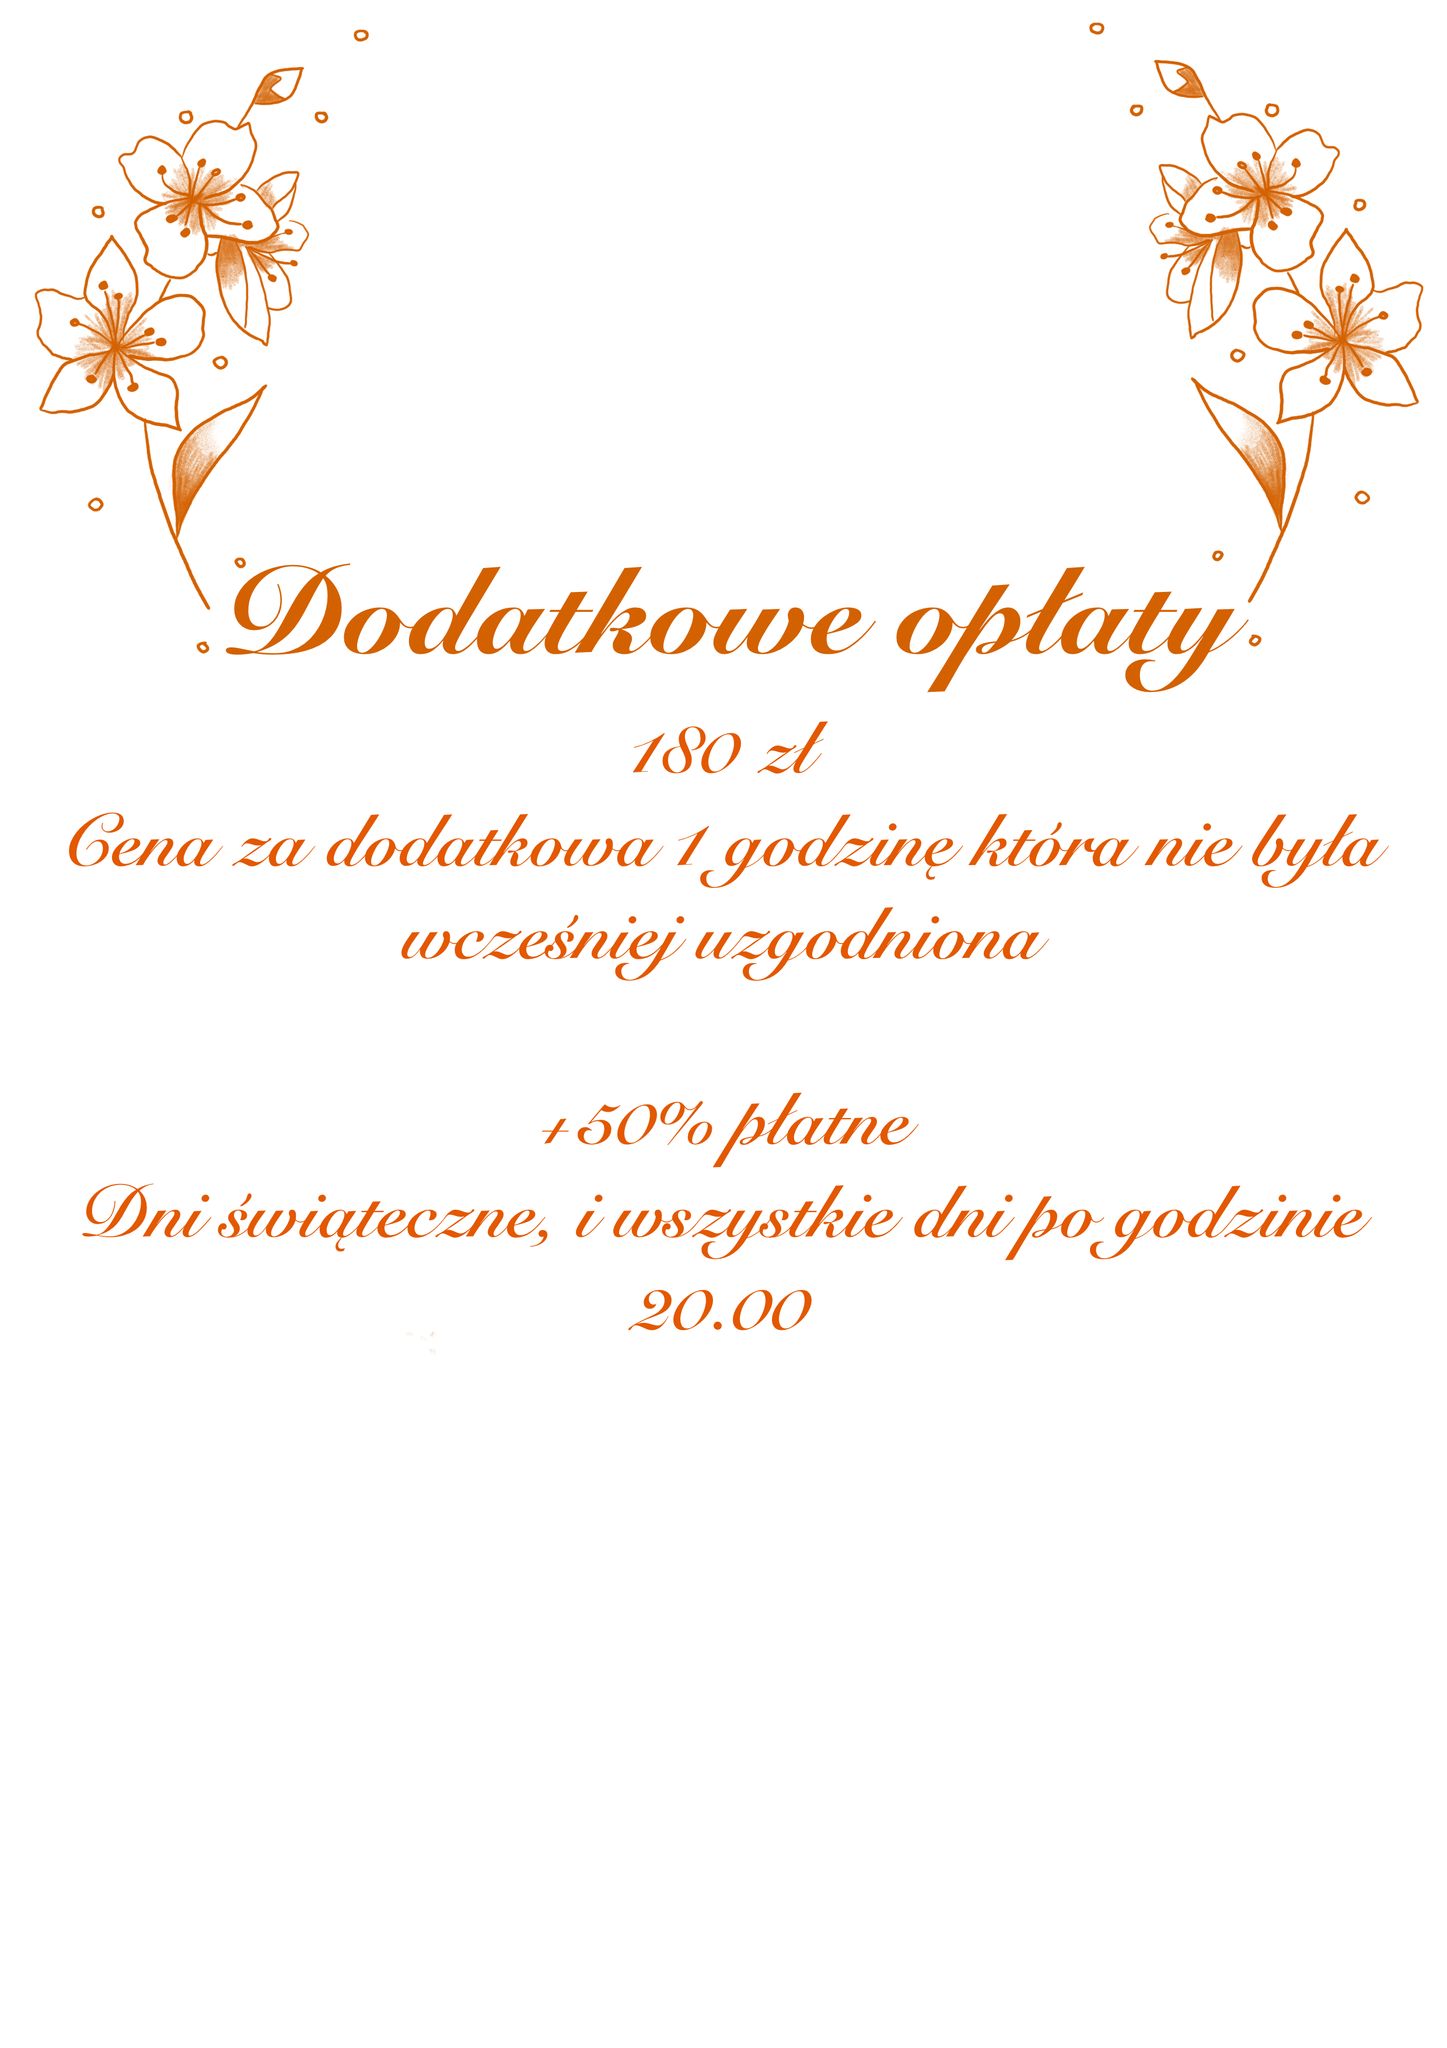 Dodatkowe opłaty
180 zł
Cena za dodatkowa 1 godzinę która nie była
wcześniej uzgodniona
+50% płatne
Dni świąteczne, i wszystkie dni po godzinie
20.00